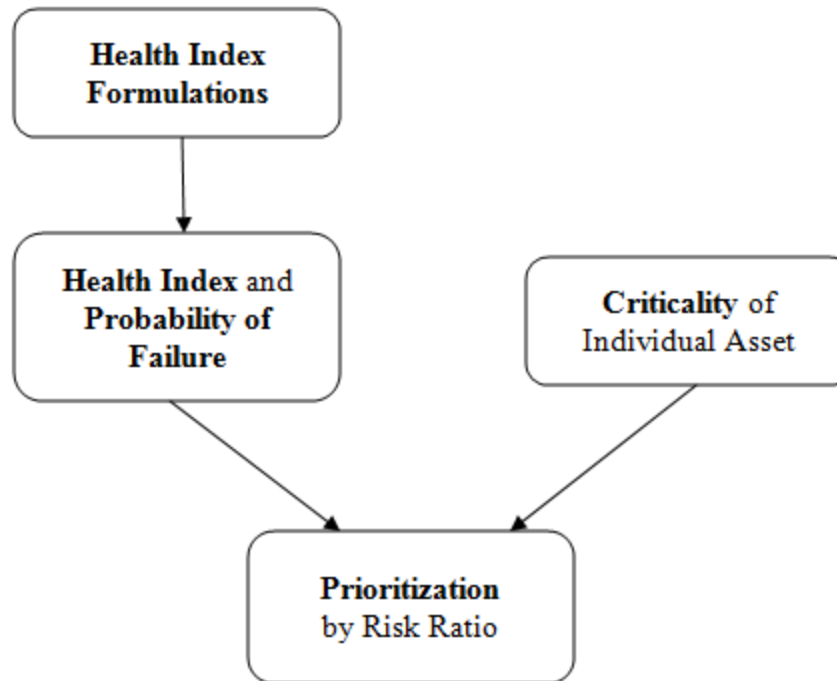 Health Index
Formulations
Health Index and
Probability of
Failure
Criticality of
Individual Asset
Prioritization
by Risk Ratio